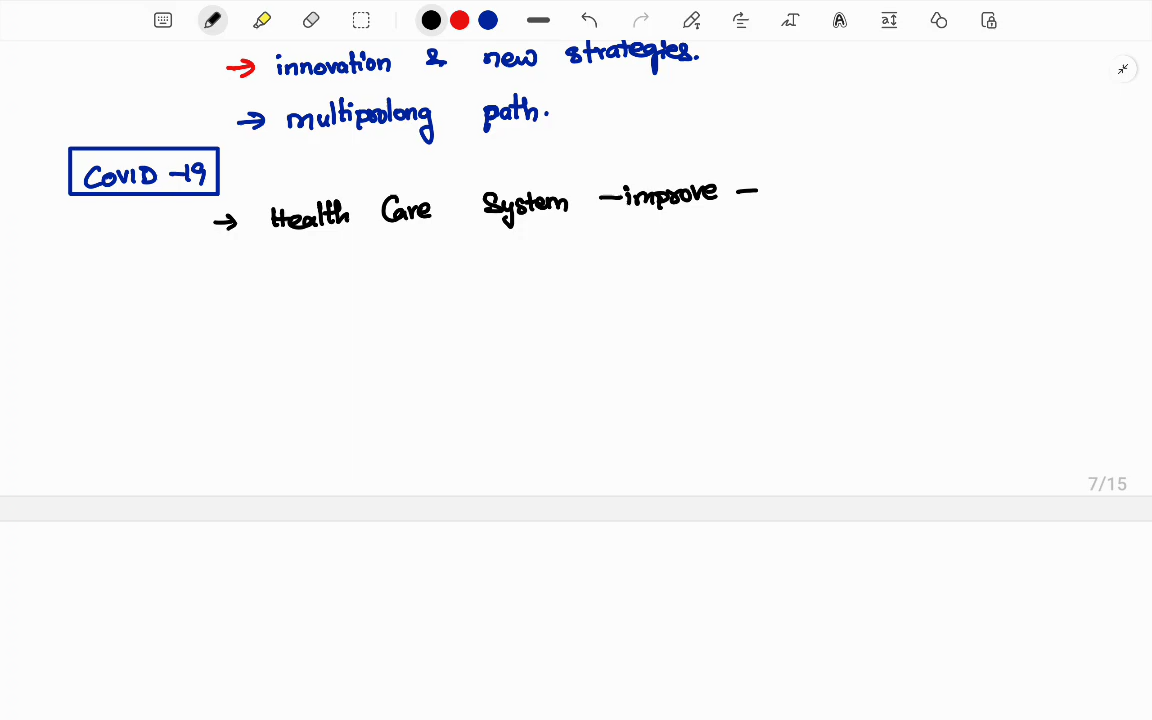 → innovation & new strategies.
→ multiprolong path.
COVID -19
→ Health Care System - improve -
7/15